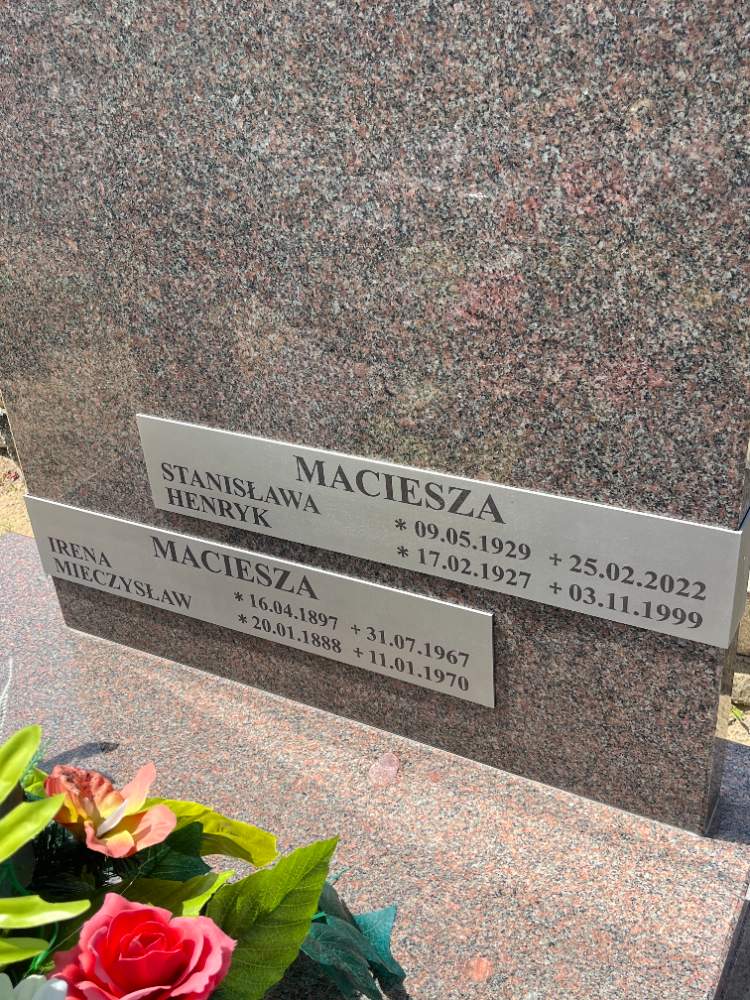 MACIESZA
STANISŁAWA * 09.05.1929 + 25.02.2022
HENRYK * 17.02.1927 + 03.11.1999
MACIESZA
IRENA * 16.04.1897 + 31.07.1967
MIECZYSŁAW * 20.01.1888 + 11.01.1970